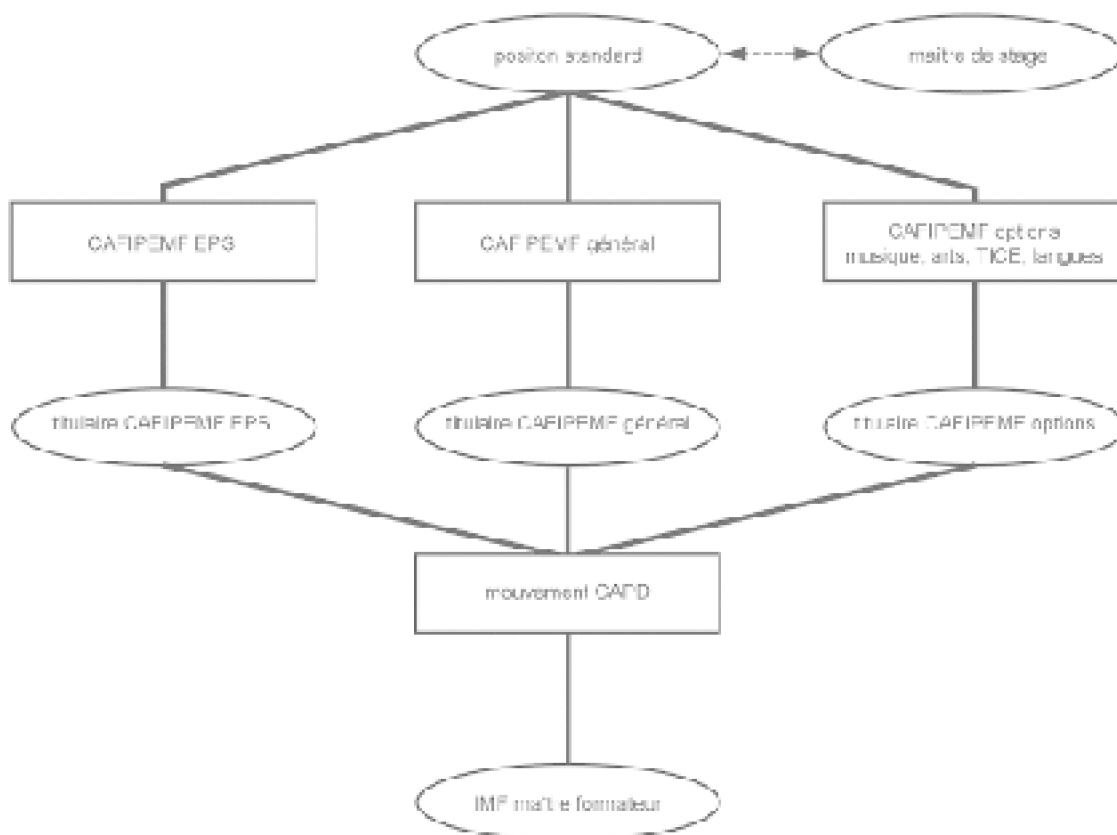 positon standard
maître de stage
CAFIPEMF EPS
CAFIPEMF général
CAFIPEMF options
musique, arts, TICE, langues
titulaire CAFIPEMF EPS
titulaire CAFIPEMF général
titulaire CAFIPEMF options
mouvement CAPD
IMF maître formateur